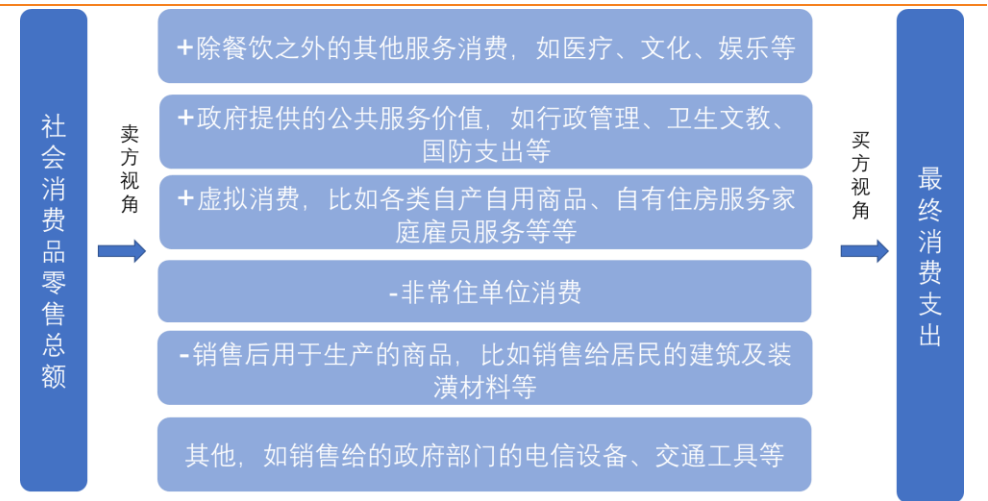 社会消费品零售总额
卖方视角
+除餐饮之外的其他服务消费，如医疗、文化、娱乐等
+政府提供的公共服务价值，如行政管理、卫生文教、
国防支出等
+虚拟消费，比如各类自产自用商品、自有住房服务家
庭雇员服务等等
-非常住单位消费
-销售后用于生产的商品，比如销售给居民的建筑及装
潢材料等
其他，如销售给的政府部门的电信设备、交通工具等
买方视角
最终消费支出